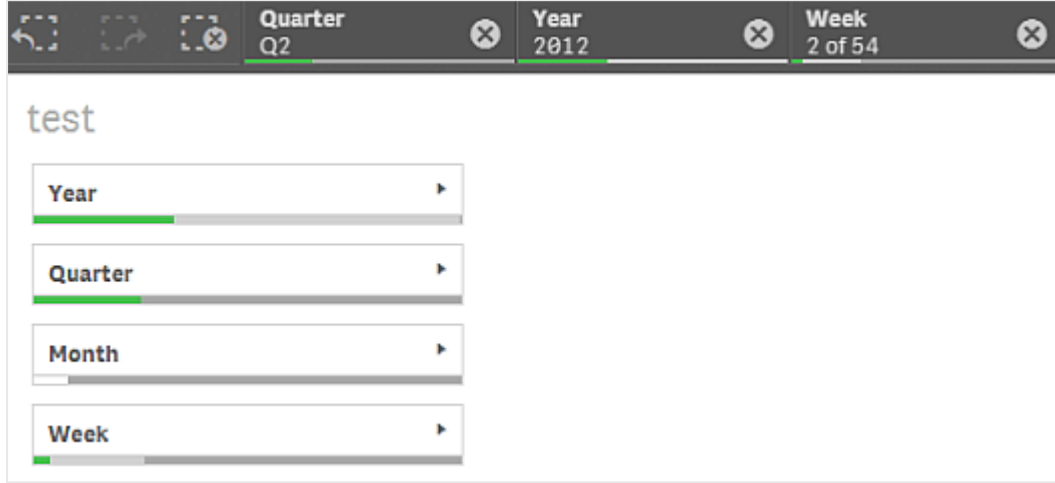 Quarter
Q2
Year
2012
Week
2 of 54
test
Year
Quarter
Month
Week